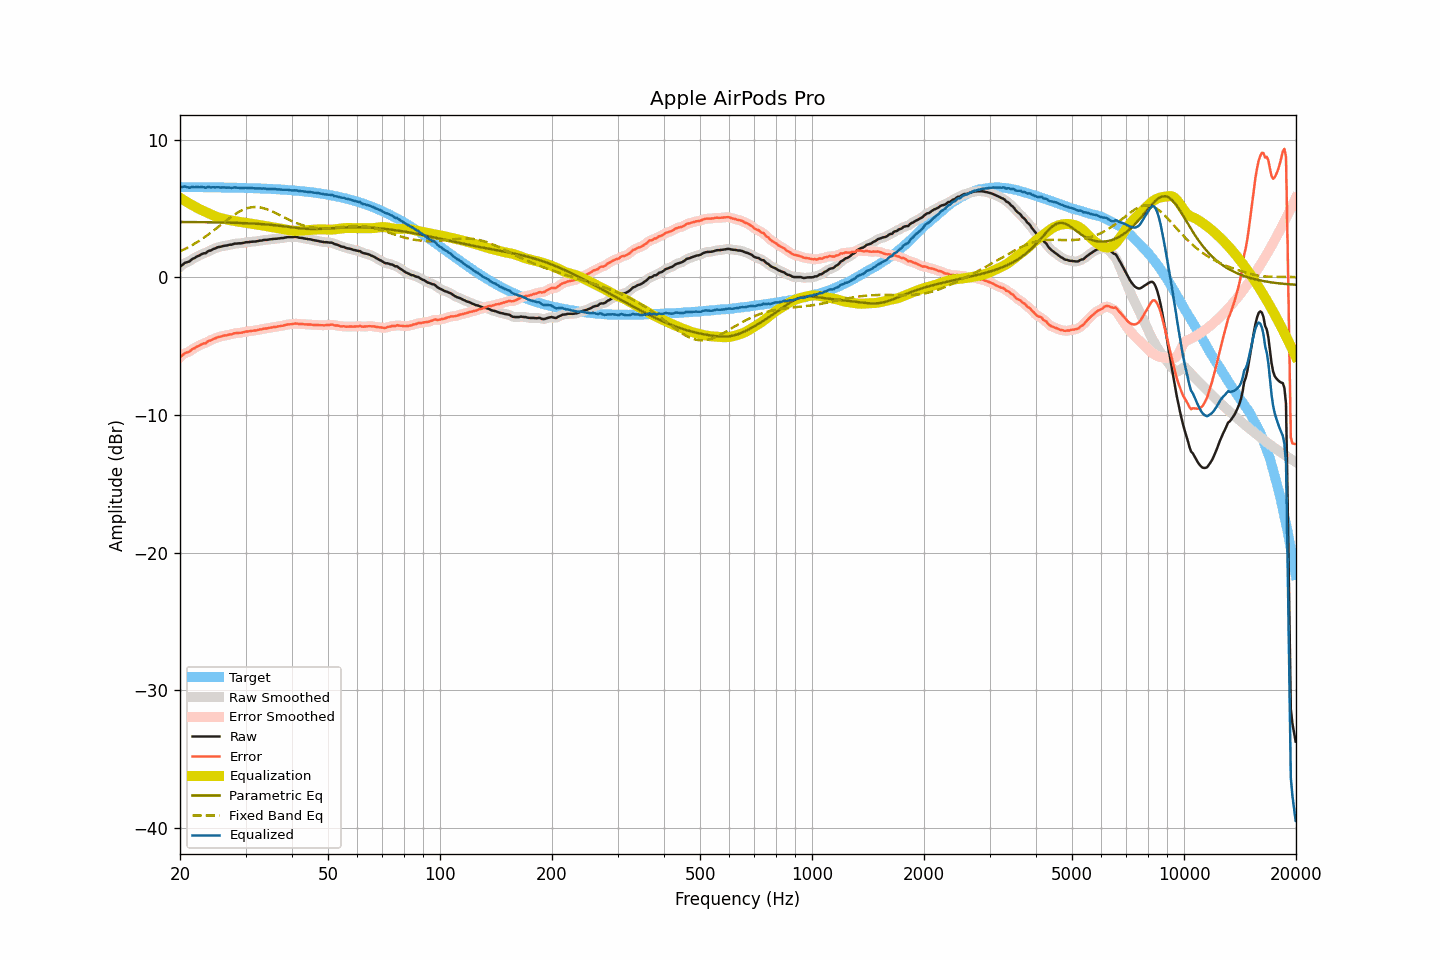 Apple AirPods Pro
10
0
−10
−20
−30
−40
Amplitude (dBr)
Target
Raw Smoothed
Error Smoothed
Raw
Error
Equalization
Parametric Eq
Fixed Band Eq
Equalized
20 50 100 200 500 1000 2000 5000 10000 20000
Frequency (Hz)